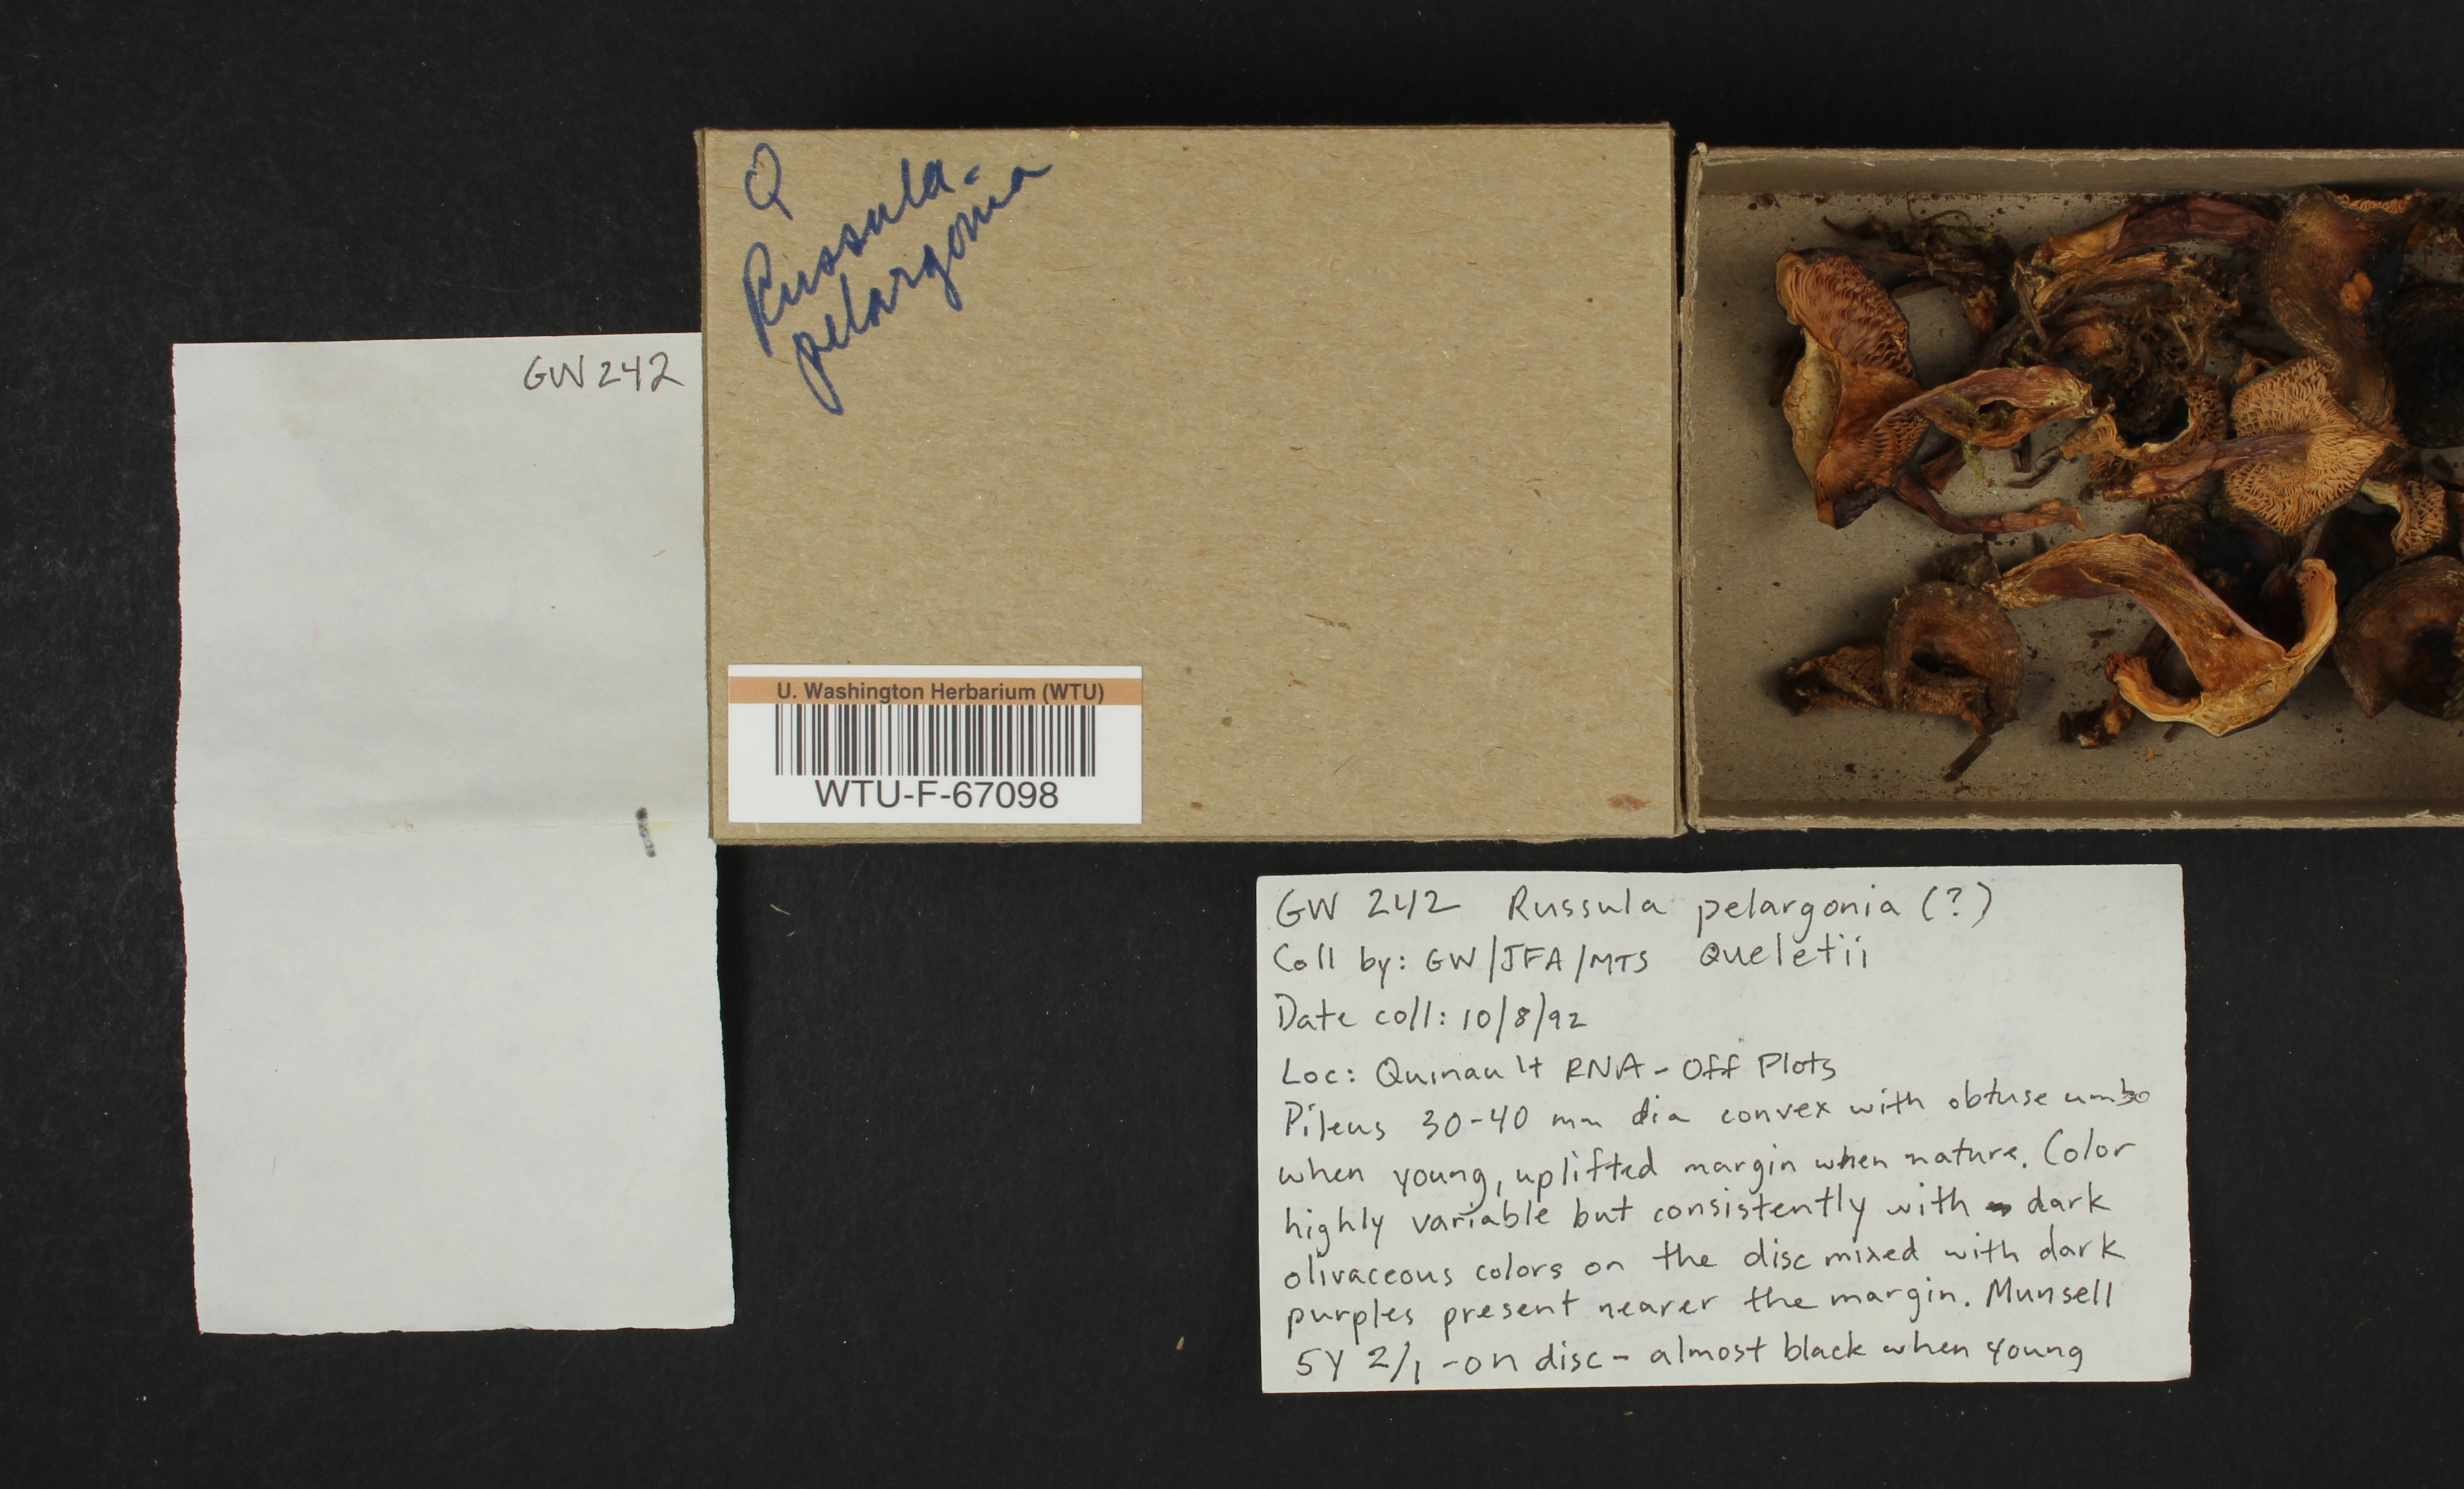 GW 242
Q
Russula
pelargonia
U. Washington Herbarium (WTU)
WTU-F-67098
GW 242 Russula pelargonia (?)
Coll by: GW/JFA/MTS Queletii
Date coll: 10/8/92
Loc: Quinault RNA - Off Plots
Pileus 30-40 mm dia convex with obtuse umbo
when young, uplifted margin when mature. Color
highly variable but consistently with dark
olivaceous colors on the disc mixed with dark
purples present nearer the margin. Munsell
5Y 2/1 - on disc - almost black when young